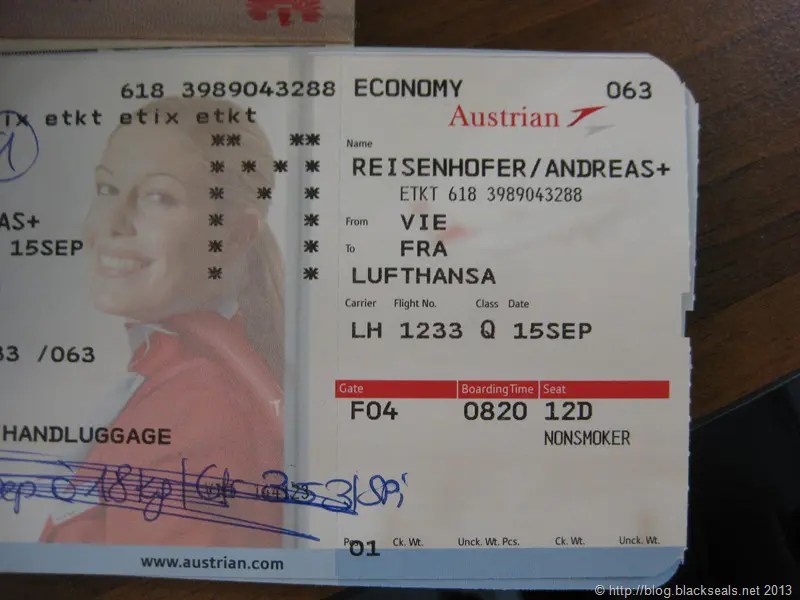 618 3989043288 ECONOMY 063
etkt etix etkt
Austrian
1
Name
REISENHOFER/ANDREAS+
ETKT 618 3989043288
From VIE
AS+
To FRA
15SEP
LUFTHANSA
Carrier Flight No. Class Date
LH 1233 Q 15SEP
33 /063
Gate Boarding Time Seat
F04 0820 12D
HANDLUGGAGE
NONSMOKER
18kg
01 Ck. Wt. Unck. Wt. Pcs. Ck. Wt. Unck. Wt.
www.austrian.com
© http://blog.blackseals.net 2013